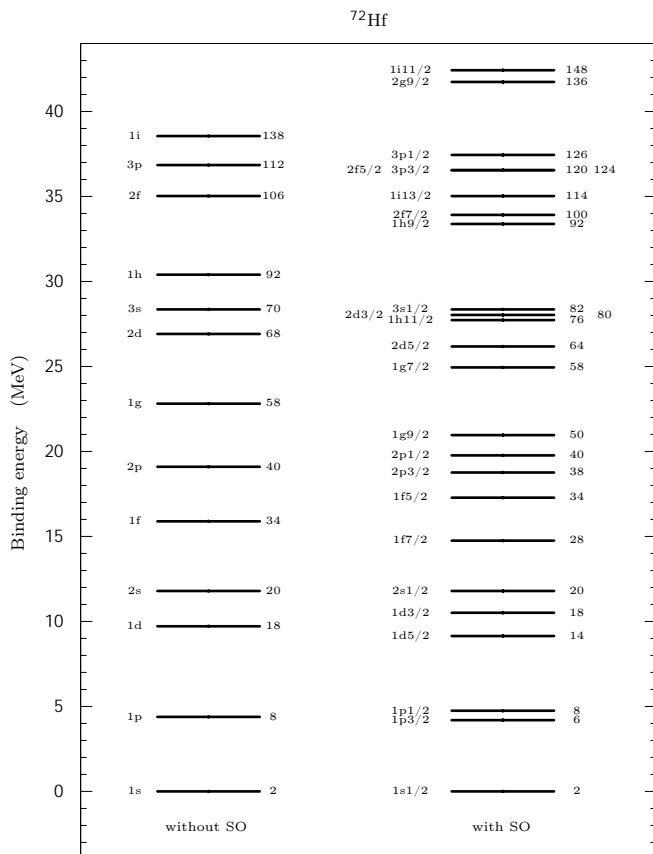 ⁷²Hf
1i11/2 148
2g9/2 136
40
1i 138
3p1/2 126
3p 112
2f5/2 3p3/2 120 124
35
2f 106
1i13/2 114
2f7/2 100
1h9/2 92
30
1h 92
3s 70
3s1/2 82
2d3/2 80
1h11/2 76
2d 68
2d5/2 64
25
1g7/2 58
1g 58
1g9/2 50
20
2p1/2 40
2p 40
2p3/2 38
1f5/2 34
1f 34
15
1f7/2 28
2s 20
2s1/2 20
1d3/2 18
10
1d 18
1d5/2 14
5
1p1/2 8
1p 8
1p3/2 6
0
1s 2
1s1/2 2
without SO
with SO
Binding energy (MeV)